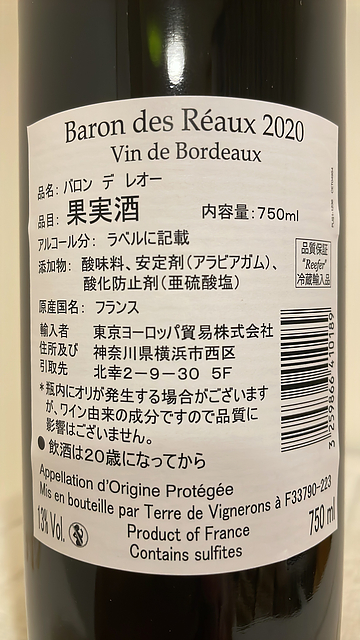 Baron des Réaux 2020
Vin de Bordeaux
品名: バロン デ レオー
品目: 果実酒 内容量:750ml
アルコール分: ラベルに記載
添加物: 酸味料、安定剤(アラビアガム)、
酸化防止剤(亜硫酸塩)
品質保証
"Reefer"
冷蔵輸入品
原産国名: フランス
輸入者 東京ヨーロッパ貿易株式会社
住所及び 神奈川県横浜市西区
引取先 北幸2-9-30 5F
*瓶内にオリが発生する場合がございます
が、ワイン由来の成分ですので品質に
影響はございません。
●飲酒は20歳になってから
3 259866 410189
Appellation d'Origine Protégée
Mis en bouteille par Terre de Vignerons à F33790-223
13% Vol. Product of France 750 ml
Contains sulfites